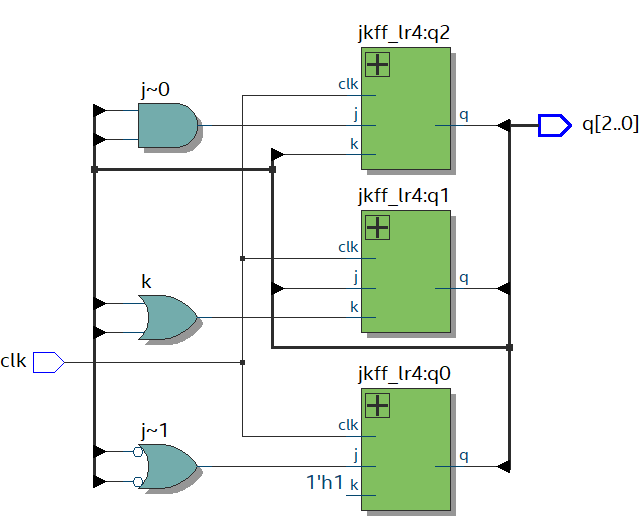 jkff_lr4:q2
j~0
clk
j
q
q[2..0]
k
jkff_lr4:q1
clk
k
j
q
k
clk
jkff_lr4:q0
j~1
clk
j
q
1'h1 k